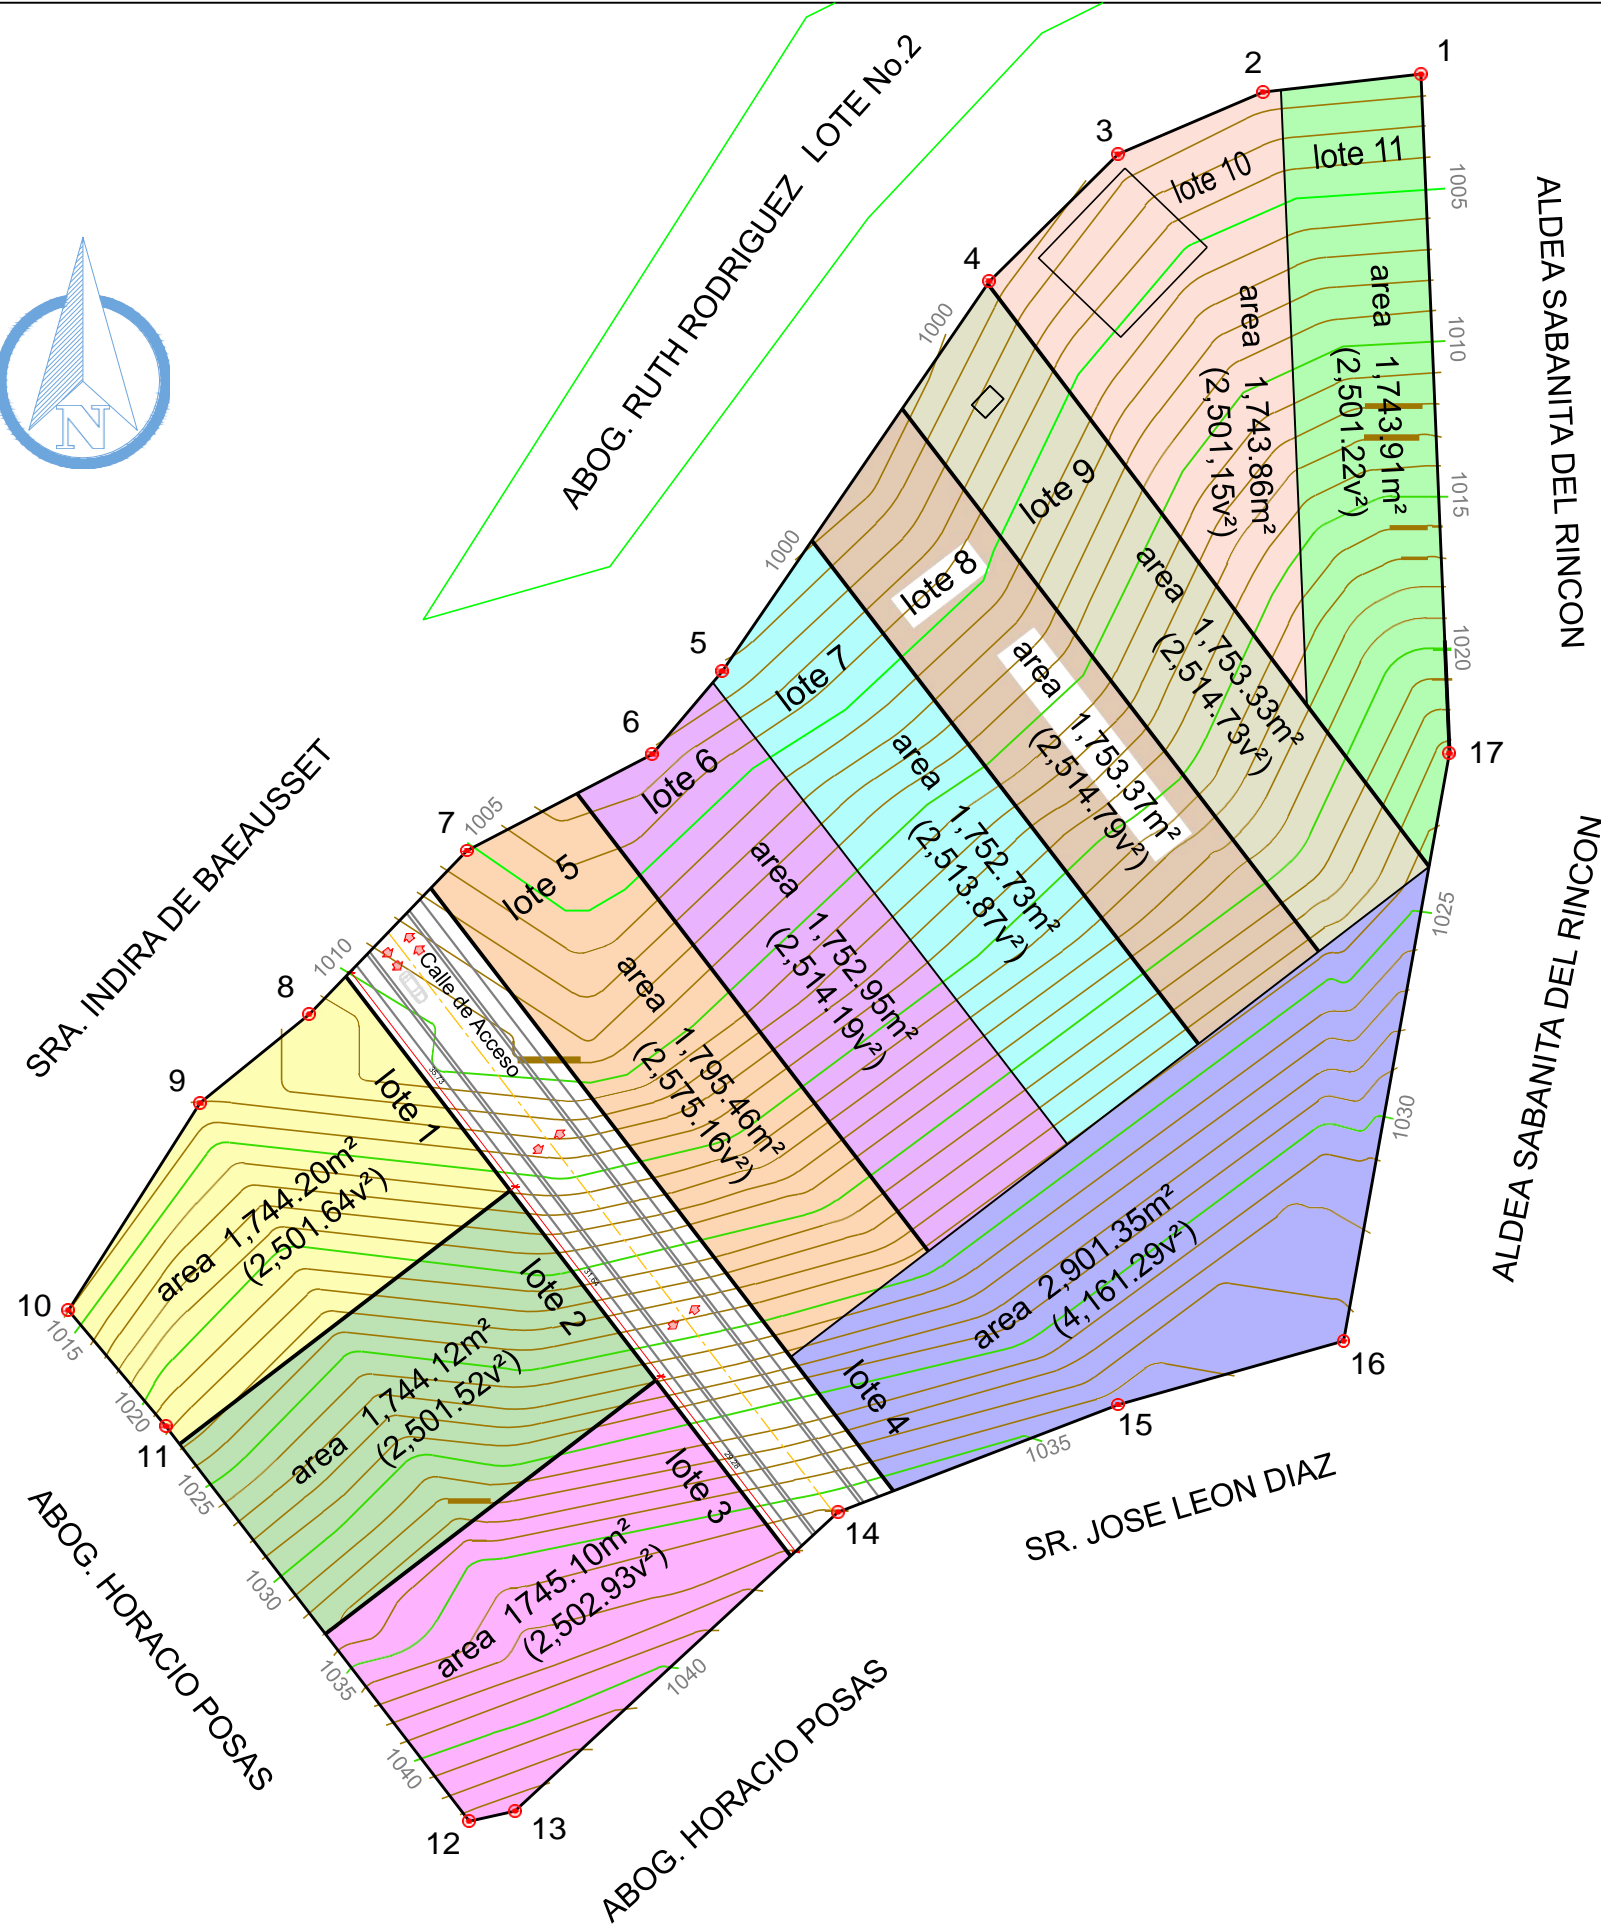 1
2
3
4
5
6
7
8
9
10
11
12
13
14
15
16
17
N
ABOG. RUTH RODRIGUEZ   LOTE No.2
ALDEA SABANITA DEL RINCON
ALDEA SABANITA DEL RINCON
SRA. INDIRA DE BAEAUSSET
ABOG. HORACIO POSAS
ABOG. HORACIO POSAS
SR. JOSE LEON DIAZ
lote 11
area 1,743.91m²
(2,501.22v²)
lote 10
area 1,743.86m²
(2,501,15v²)
lote 9
area 1,753.33m²
(2,514.73v²)
lote 8
area 1,753.37m²
(2,514.79v²)
lote 7
area 1,752.73m²
(2,513.87v²)
lote 6
area 1,752.95m²
(2,514.19v²)
lote 5
area 1,795.46m²
(2,575.16v²)
Calle de Acceso
lote 1
area 1,744.20m²
(2,501.64v²)
lote 2
area 1,744.12m²
(2,501.52v²)
lote 3
area 1745.10m²
(2,502.93v²)
lote 4
area 2,901.35m²
(4,161.29v²)
35.73
31.64
29.28
1000
1000
1005
1010
1015
1020
1025
1030
1035
1040
1040
1035
1030
1025
1020
1015
1010
1005